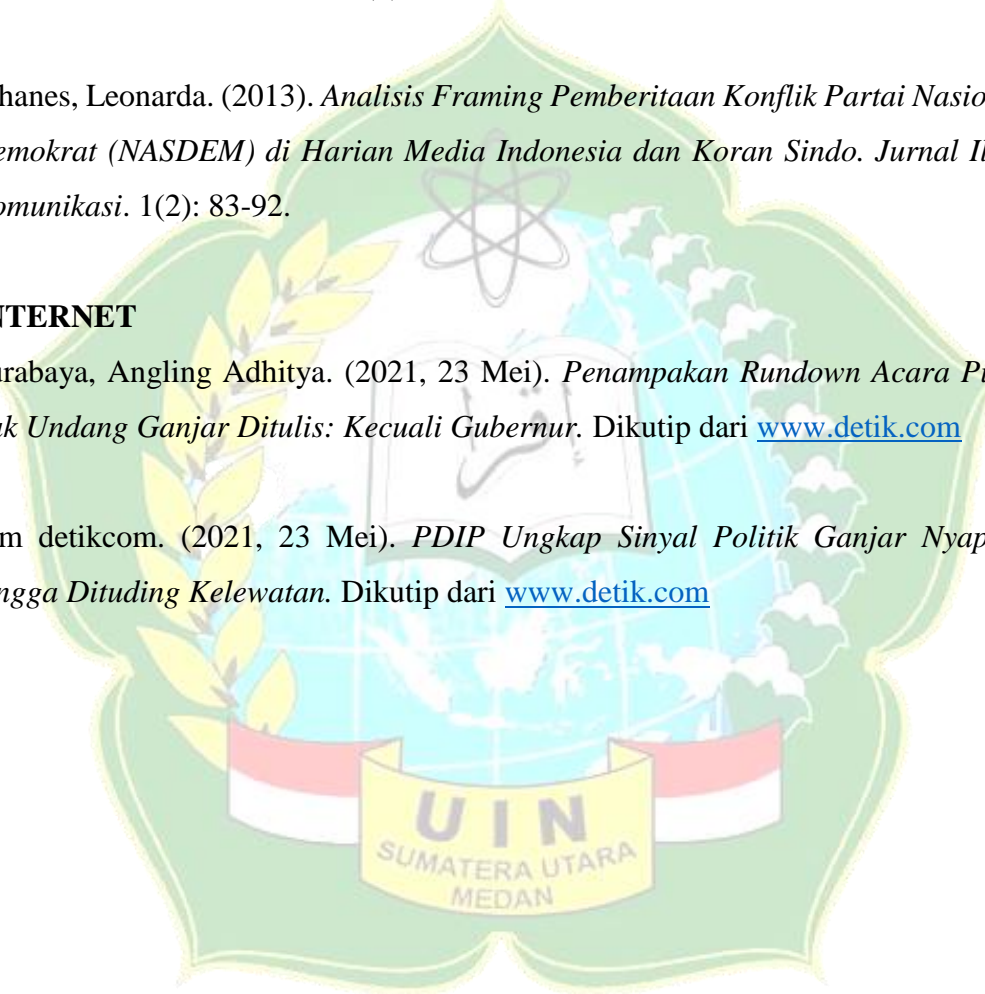 hanes, Leonarda. (2013). Analisis Framing Pemberitaan Konflik Partai Nasio
emokrat (NASDEM) di Harian Media Indonesia dan Koran Sindo. Jurnal Il
omunikasi. 1(2): 83-92.
NTERNET
urabaya, Angling Adhitya. (2021, 23 Mei). Penampakan Rundown Acara Pu
ak Undang Ganjar Ditulis: Kecuali Gubernur. Dikutip dari www.detik.com
m detikcom. (2021, 23 Mei). PDIP Ungkap Sinyal Politik Ganjar Nyap
ngga Dituding Kelewatan. Dikutip dari www.detik.com
UIN
SUMATERA UTARA
MEDAN